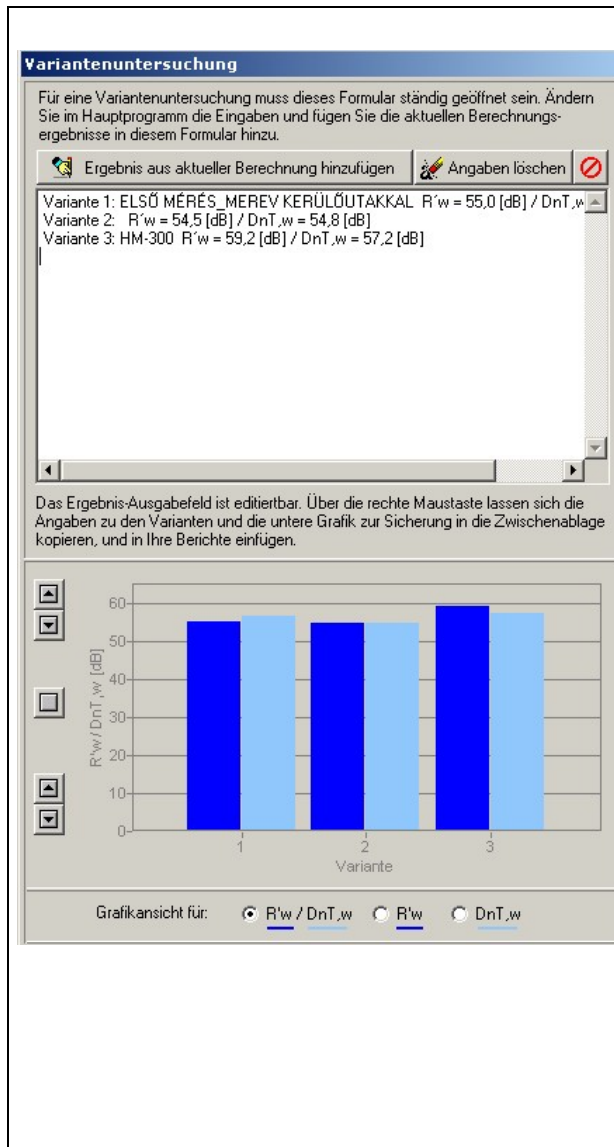 Variantenuntersuchung
Für eine Variantenuntersuchung muss dieses Formular ständig geöffnet sein. Ändern
Sie im Hauptprogramm die Eingaben und fügen Sie die aktuellen Berechnungs-
ergebnisse in diesem Formular hinzu.
Ergebnis aus aktueller Berechnung hinzufügen Angaben löschen
Variante 1: ELSŐ MÉRÉS_MEREV KERÜLŐUTAKKAL R´w = 55,0 [dB] / DnT,w
Variante 2: R´w = 54,5 [dB] / DnT,w = 54,8 [dB]
Variante 3: HM-300 R´w = 59,2 [dB] / DnT,w = 57,2 [dB]
Das Ergebnis-Ausgabefeld ist editierbar. Über die rechte Maustaste lassen sich die
Angaben zu den Varianten und die untere Grafik zur Sicherung in die Zwischenablage
kopieren, und in Ihre Berichte einfügen.
R'w / DnT,w [dB]
60
50
40
30
20
10
0
1 2 3
Variante
Grafikansicht für: R'w / DnT,w R'w DnT,w